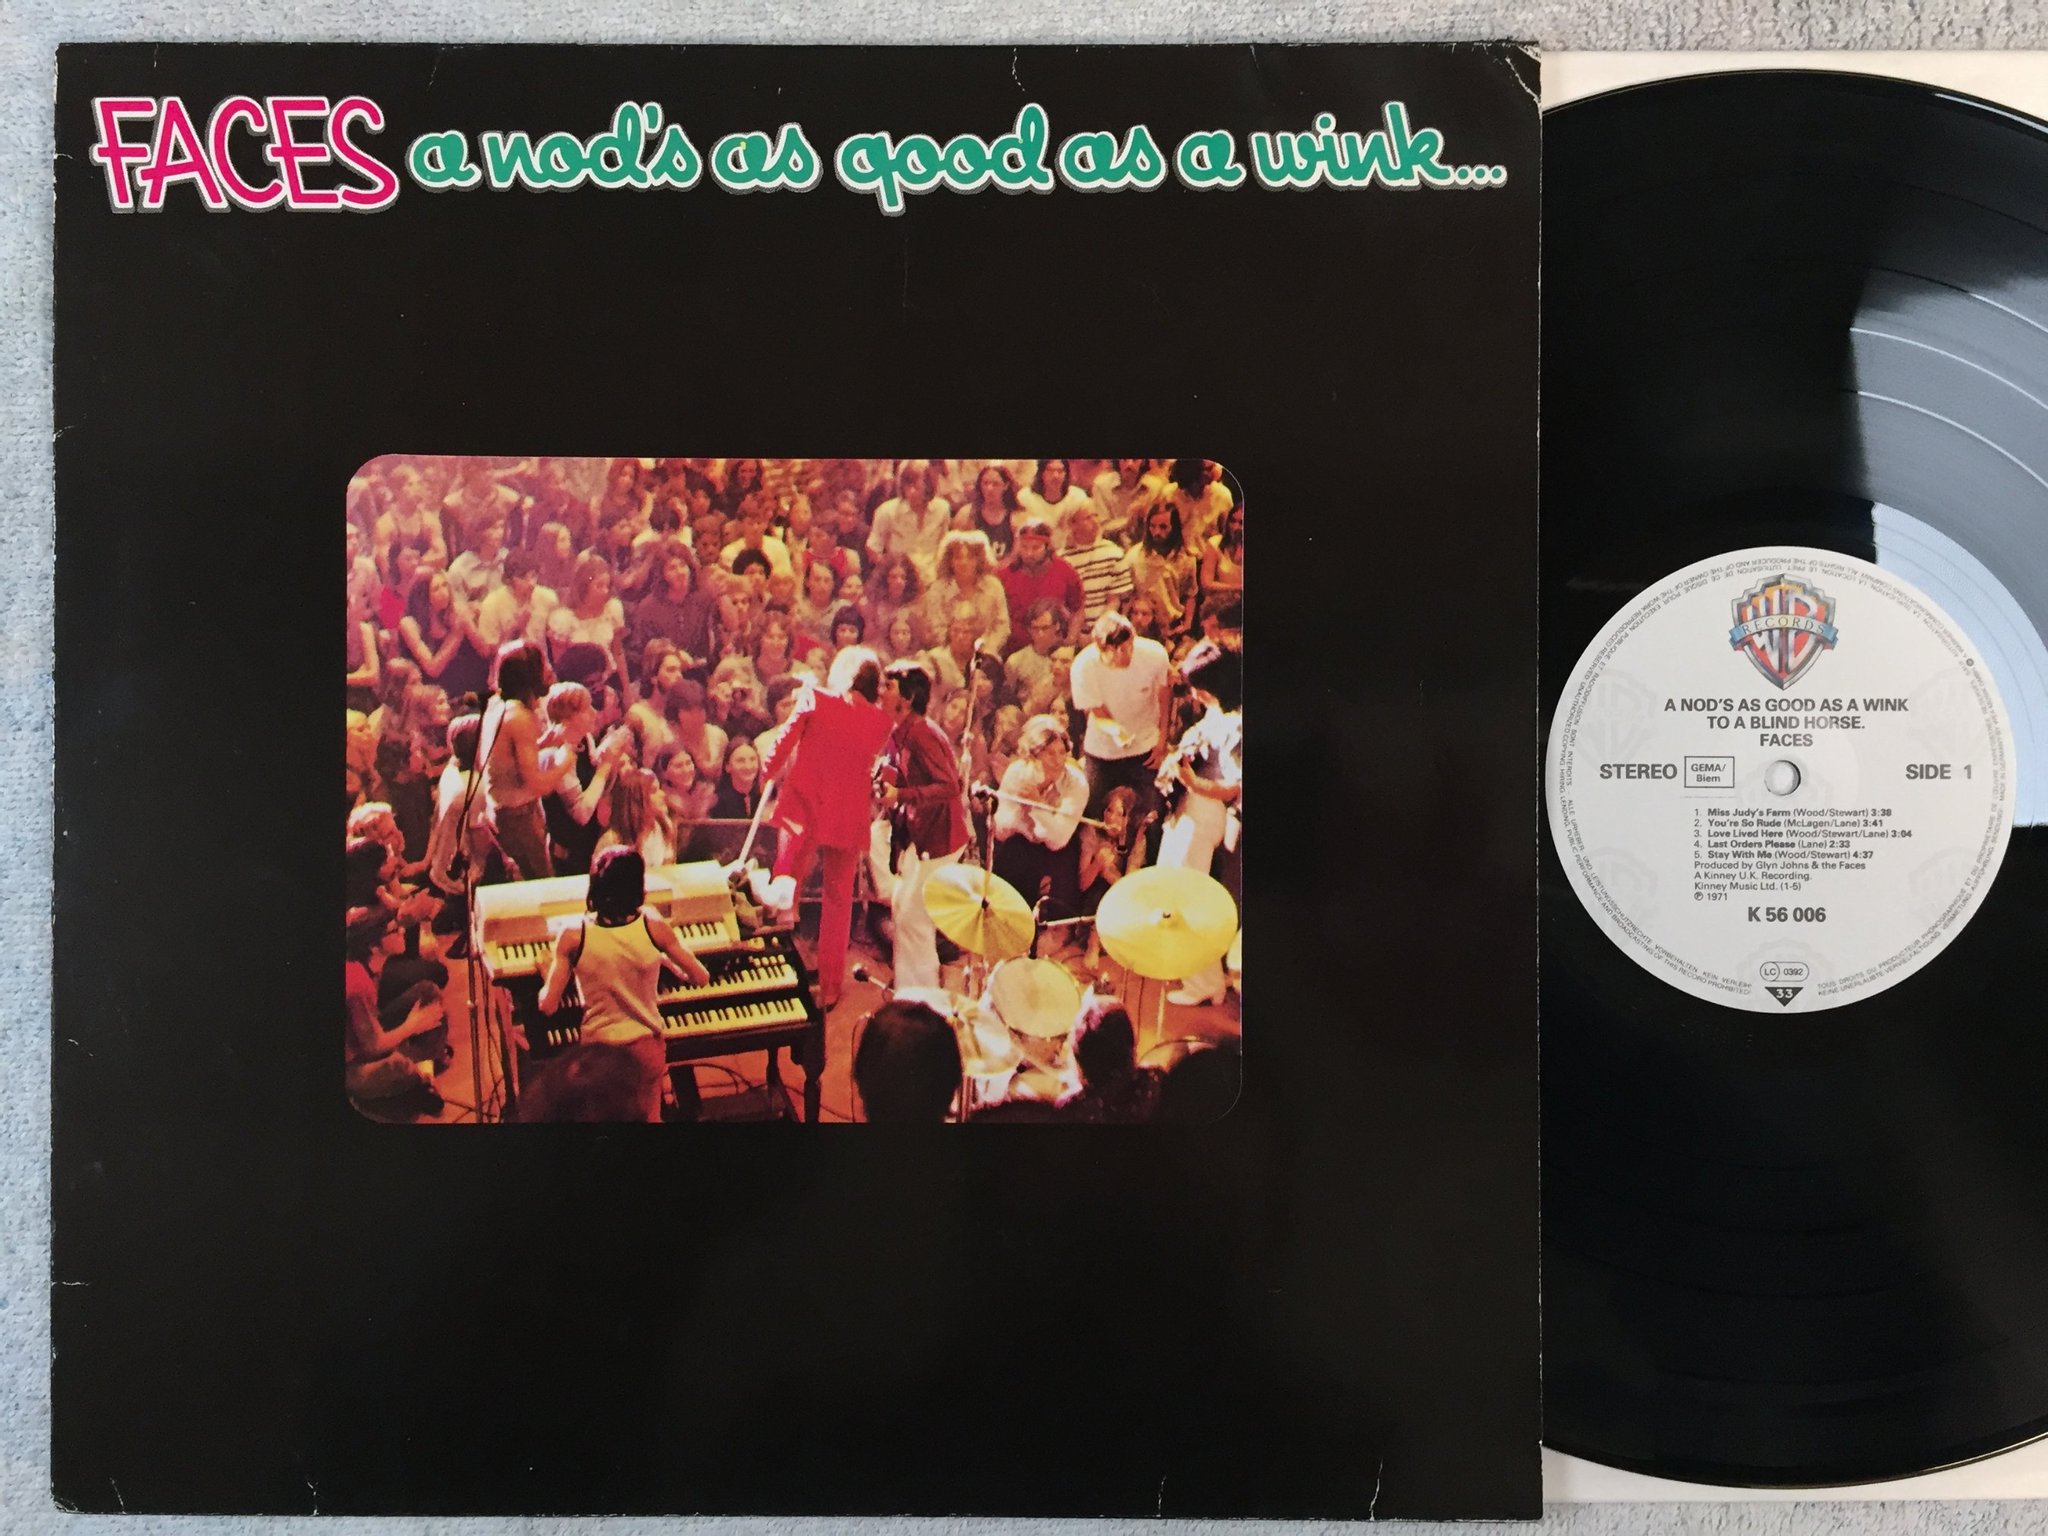 FACES a nod's as good as a wink....
WB
RECORDS
A NOD'S AS GOOD AS A WINK
TO A BLIND HORSE.
FACES
STEREO GEMA/ Biem SIDE 1
1. Miss Judy's Farm (Wood/Stewart) 3:38
2. You're So Rude (McLagen/Lane) 3:41
3. Love Lived Here (Wood/Stewart/Lane) 3:04
4. Last Orders Please (Lane) 2:33
5. Stay With Me (Wood/Stewart) 4:37
Produced by Glyn Johns & the Faces
A Kinney U.K. Recording.
Kinney Music Ltd. (1-5)
℗ 1971
K 56 006
LC 0392
33